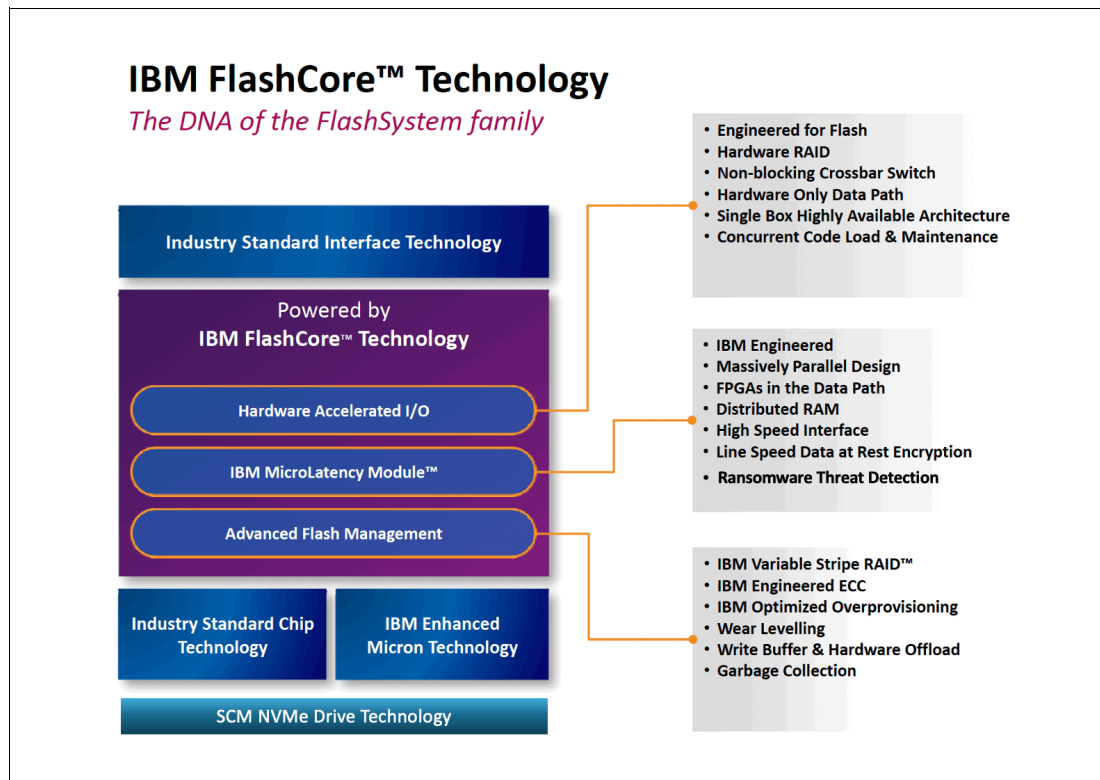 IBM FlashCore™ Technology
The DNA of the FlashSystem family
Industry Standard Interface Technology
Powered by
IBM FlashCore™ Technology
Hardware Accelerated I/O
IBM MicroLatency Module™
Advanced Flash Management
Industry Standard Chip
Technology
IBM Enhanced
Micron Technology
SCM NVMe Drive Technology
• Engineered for Flash
• Hardware RAID
• Non-blocking Crossbar Switch
• Hardware Only Data Path
• Single Box Highly Available Architecture
• Concurrent Code Load & Maintenance
• IBM Engineered
• Massively Parallel Design
• FPGAs in the Data Path
• Distributed RAM
• High Speed Interface
• Line Speed Data at Rest Encryption
• Ransomware Threat Detection
• IBM Variable Stripe RAID™
• IBM Engineered ECC
• IBM Optimized Overprovisioning
• Wear Levelling
• Write Buffer & Hardware Offload
• Garbage Collection